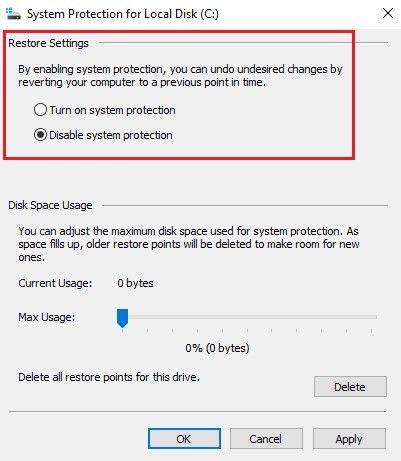 System Protection for Local Disk (C:)
Restore Settings
By enabling system protection, you can undo undesired changes by
reverting your computer to a previous point in time.
Turn on system protection
Disable system protection
Disk Space Usage
You can adjust the maximum disk space used for system protection. As
space fills up, older restore points will be deleted to make room for new
ones.
Current Usage: 0 bytes
Max Usage:
0% (0 bytes)
Delete all restore points for this drive.
Delete
OK Cancel Apply